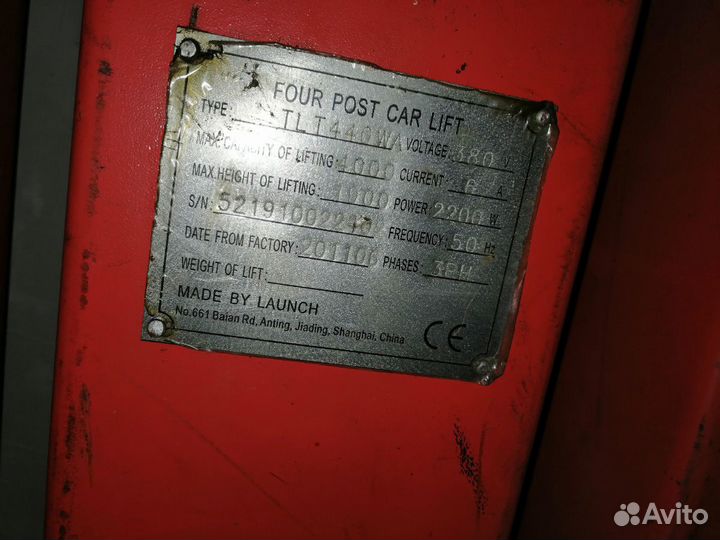 FOUR POST CAR LIFT
TYPE: TLT440WA VOLTAGE: 380 V
MAX. CAPACITY OF LIFTING: 4000 CURRENT: 6 A
MAX. HEIGHT OF LIFTING: POWER: 2200 W
S/N: FREQUENCY: 50 Hz
DATE FROM FACTORY: 201106 PHASES: 3PH
WEIGHT OF LIFT:
MADE BY LAUNCH
No.661 Baian Rd, Anting, Jiading, Shanghai, China
CE
Avito